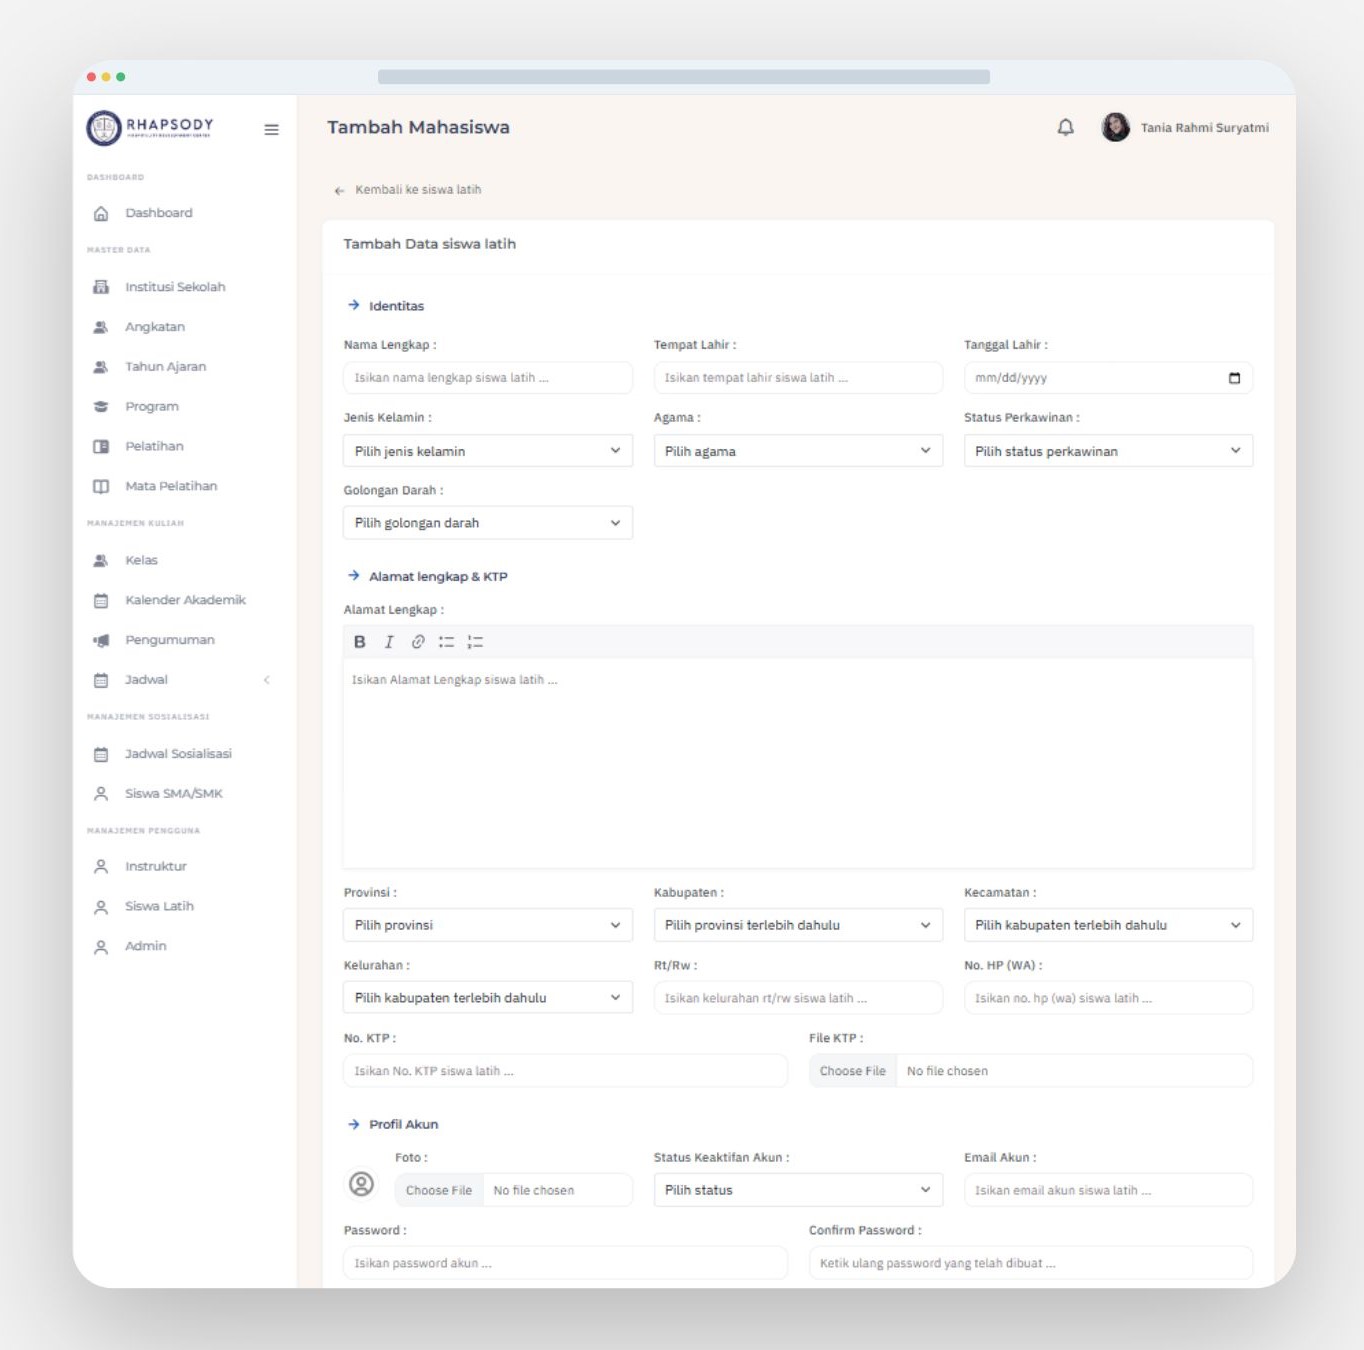 RHAPSODY
Tambah Mahasiswa
Tania Rahmi Suryatmi
DASHBOARD
Dashboard
MASTER DATA
Institusi Sekolah
Angkatan
Tahun Ajaran
Program
Pelatihan
Mata Pelatihan
MANAJEMEN KULIAH
Kelas
Kalender Akademik
Pengumuman
Jadwal
MANAJEMEN SOSIALISASI
Jadwal Sosialisasi
Siswa SMA/SMK
MANAJEMEN PENGGUNA
Instruktur
Siswa Latih
Admin
Kembali ke siswa latih
Tambah Data siswa latih
Identitas
Nama Lengkap : Tempat Lahir : Tanggal Lahir :
Isikan nama lengkap siswa latih ... Isikan tempat lahir siswa latih ... mm/dd/yyyy
Jenis Kelamin : Agama : Status Perkawinan :
Pilih jenis kelamin Pilih agama Pilih status perkawinan
Golongan Darah :
Pilih golongan darah
Alamat lengkap & KTP
Alamat Lengkap :
B I
Isikan Alamat Lengkap siswa latih ...
Provinsi : Kabupaten : Kecamatan :
Pilih provinsi Pilih provinsi terlebih dahulu Pilih kabupaten terlebih dahulu
Kelurahan : Rt/Rw : No. HP (WA) :
Pilih kabupaten terlebih dahulu Isikan kelurahan rt/rw siswa latih ... Isikan no. hp (wa) siswa latih ...
No. KTP : File KTP :
Isikan No. KTP siswa latih ... Choose File No file chosen
Profil Akun
Foto : Status Keaktifan Akun : Email Akun :
Choose File No file chosen Pilih status Isikan email akun siswa latih ...
Password : Confirm Password :
Isikan password akun ... Ketik ulang password yang telah dibuat ...